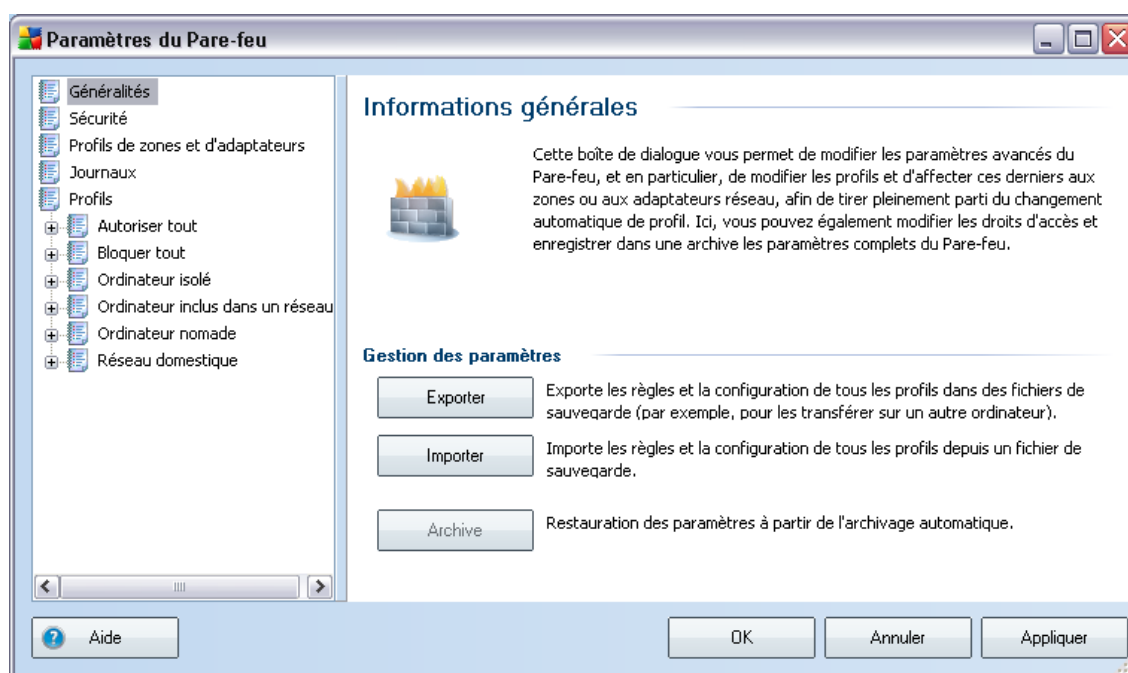 Paramètres du Pare-feu
Généralités
Sécurité
Profils de zones et d'adaptateurs
Journaux
Profils
Autoriser tout
Bloquer tout
Ordinateur isolé
Ordinateur inclus dans un réseau
Ordinateur nomade
Réseau domestique
Informations générales
Cette boîte de dialogue vous permet de modifier les paramètres avancés du
Pare-feu, et en particulier, de modifier les profils et d'affecter ces derniers aux
zones ou aux adaptateurs réseau, afin de tirer pleinement parti du changement
automatique de profil. Ici, vous pouvez également modifier les droits d'accès et
enregistrer dans une archive les paramètres complets du Pare-feu.
Gestion des paramètres
Exporter
Exporte les règles et la configuration de tous les profils dans des fichiers de
sauvegarde (par exemple, pour les transférer sur un autre ordinateur).
Importer
Importe les règles et la configuration de tous les profils depuis un fichier de
sauvegarde.
Archive
Restauration des paramètres à partir de l'archivage automatique.
Aide
OK
Annuler
Appliquer